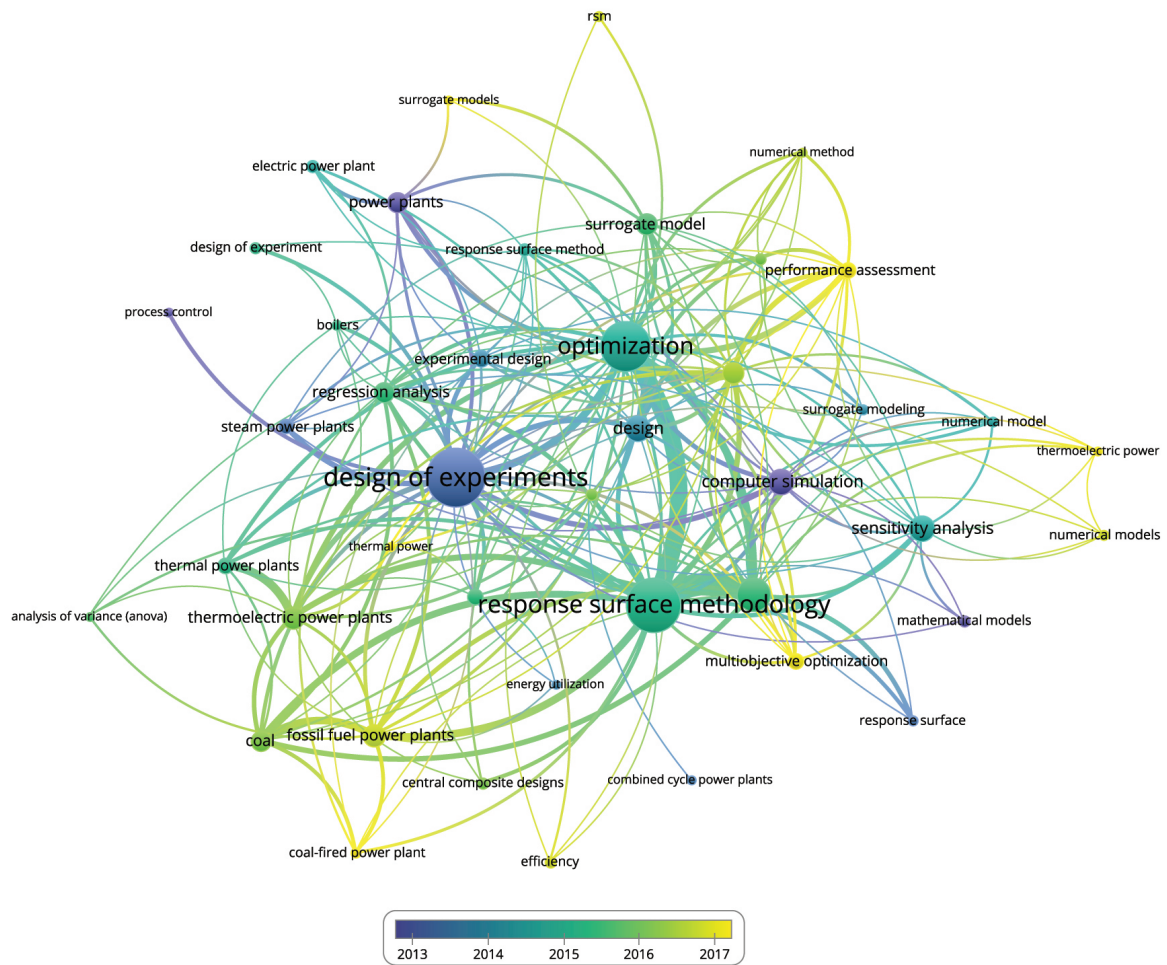 rsm
surrogate models
numerical method
electric power plant
power plants
surrogate model
design of experiment
response surface method
performance assessment
process control
boilers
optimization
experimental design
regression analysis
surrogate modeling
steam power plants
design
numerical model
thermoelectric power
design of experiments
computer simulation
sensitivity analysis
numerical models
thermal power
thermal power plants
analysis of variance (anova)
thermoelectric power plants
response surface methodology
mathematical models
multiobjective optimization
energy utilization
response surface
coal
fossil fuel power plants
central composite designs
combined cycle power plants
coal-fired power plant
efficiency
2013 2014 2015 2016 2017